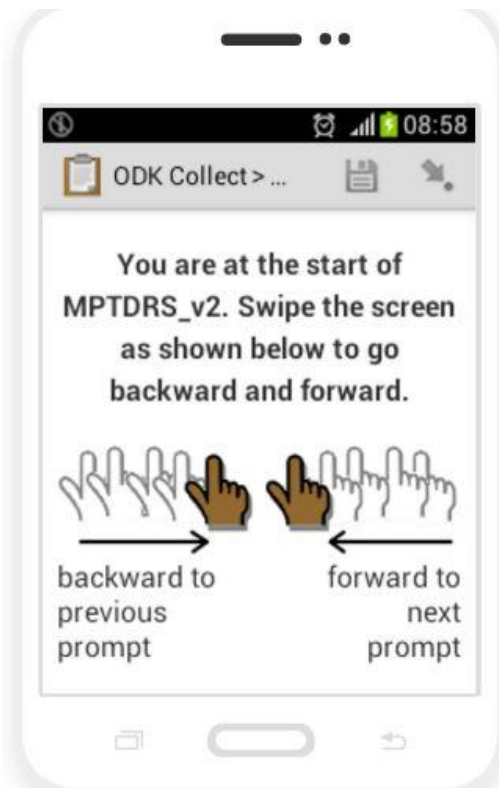 08:58
ODK Collect > ...
You are at the start of
MPTDRS_v2. Swipe the screen
as shown below to go
backward and forward.
backward to
previous
prompt
forward to
next
prompt